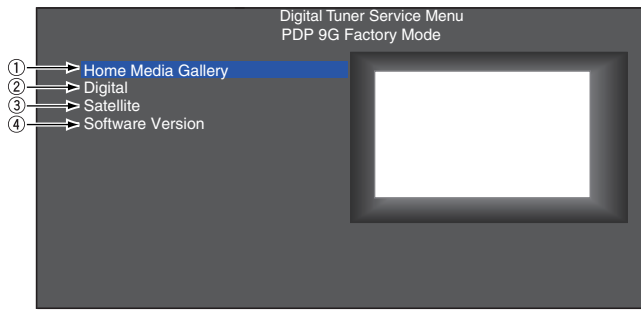 Digital Tuner Service Menu
PDP 9G Factory Mode
① Home Media Gallery
② Digital
③ Satellite
④ Software Version